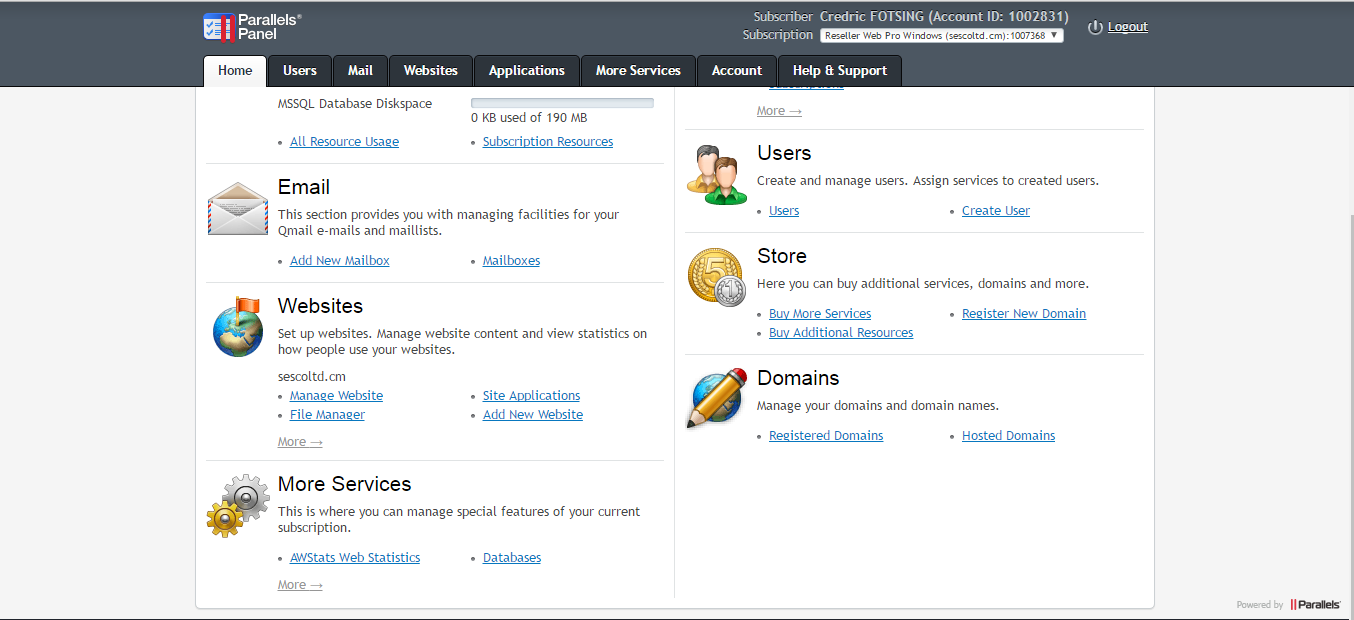 Parallels®
Panel
Subscriber Credric FOTSING (Account ID: 1002831)
Subscription Reseller Web Pro Windows (sescoltd.cm):1007368
Logout
Home
Users
Mail
Websites
Applications
More Services
Account
Help & Support
MSSQL Database Diskspace
0 KB used of 190 MB
All Resource Usage
Subscription Resources
Email
This section provides you with managing facilities for your
Qmail e-mails and maillists.
Add New Mailbox
Mailboxes
Websites
Set up websites. Manage website content and view statistics on
how people use your websites.
sescoltd.cm
Manage Website
Site Applications
File Manager
Add New Website
More →
More Services
This is where you can manage special features of your current
subscription.
AWStats Web Statistics
Databases
More →
More →
Users
Create and manage users. Assign services to created users.
Users
Create User
Store
Here you can buy additional services, domains and more.
Buy More Services
Register New Domain
Buy Additional Resources
Domains
Manage your domains and domain names.
Registered Domains
Hosted Domains
Powered by Parallels®